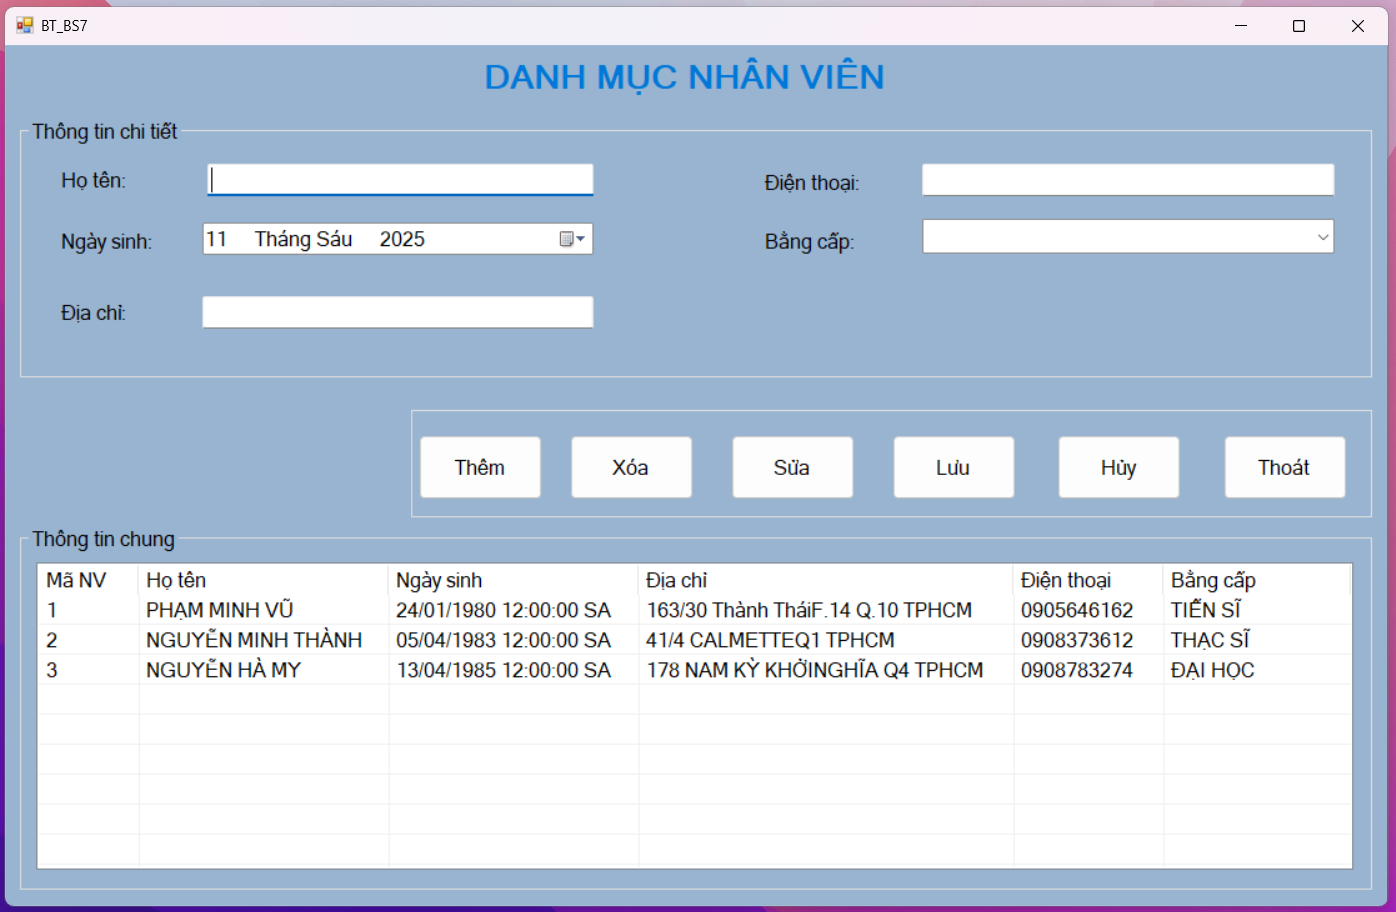 BT_BS7
DANH MỤC NHÂN VIÊN
Thông tin chi tiết
Họ tên:
Điện thoại:
Ngày sinh: 11 Tháng Sáu 2025
Bằng cấp:
Địa chỉ:
Thêm Xóa Sửa Lưu Hủy Thoát
Thông tin chung
Mã NV Họ tên Ngày sinh Địa chỉ Điện thoại Bằng cấp
1 PHẠM MINH VŨ 24/01/1980 12:00:00 SA 163/30 Thành TháiF.14 Q.10 TPHCM 0905646162 TIẾN SĨ
2 NGUYỄN MINH THÀNH 05/04/1983 12:00:00 SA 41/4 CALMETTEQ1 TPHCM 0908373612 THẠC SĨ
3 NGUYỄN HÀ MY 13/04/1985 12:00:00 SA 178 NAM KỲ KHỞINGHĨA Q4 TPHCM 0908783274 ĐẠI HỌC